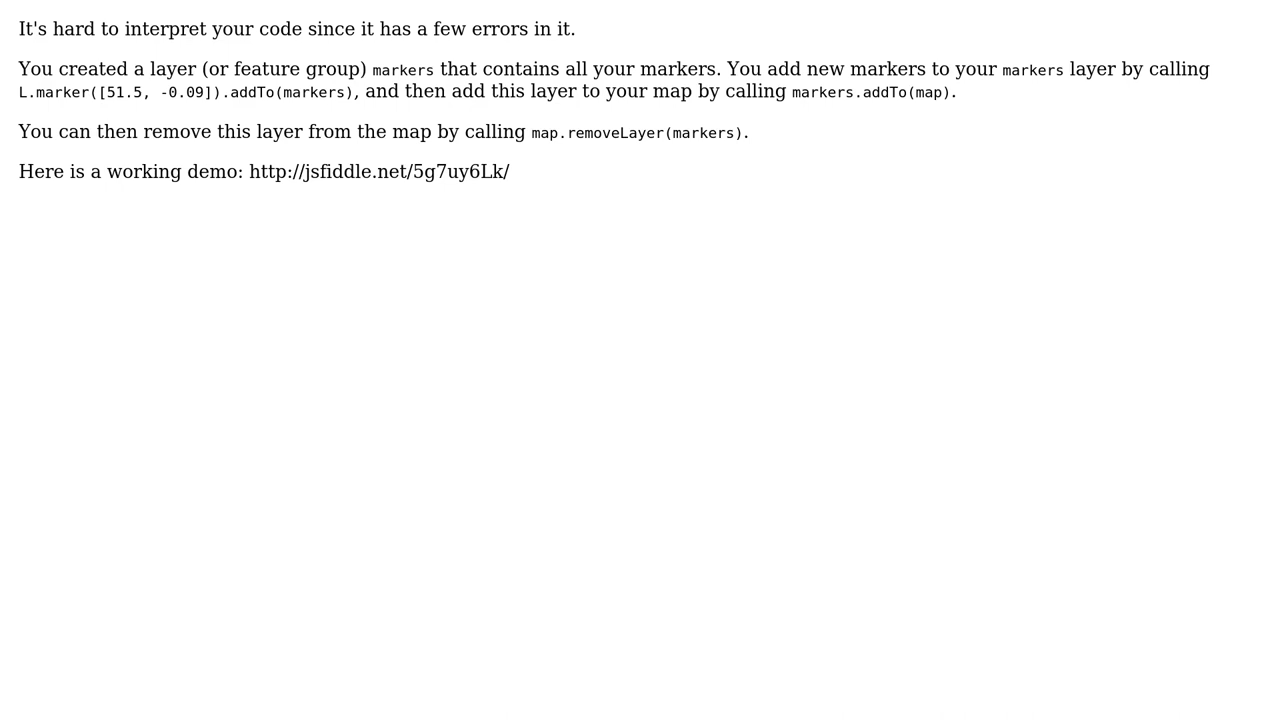 It's hard to interpret your code since it has a few errors in it.
You created a layer (or feature group) markers that contains all your markers. You add new markers to your markers layer by calling
L.marker([51.5, -0.09]).addTo(markers), and then add this layer to your map by calling markers.addTo(map).
You can then remove this layer from the map by calling map.removeLayer(markers).
Here is a working demo: http://jsfiddle.net/5g7uy6Lk/